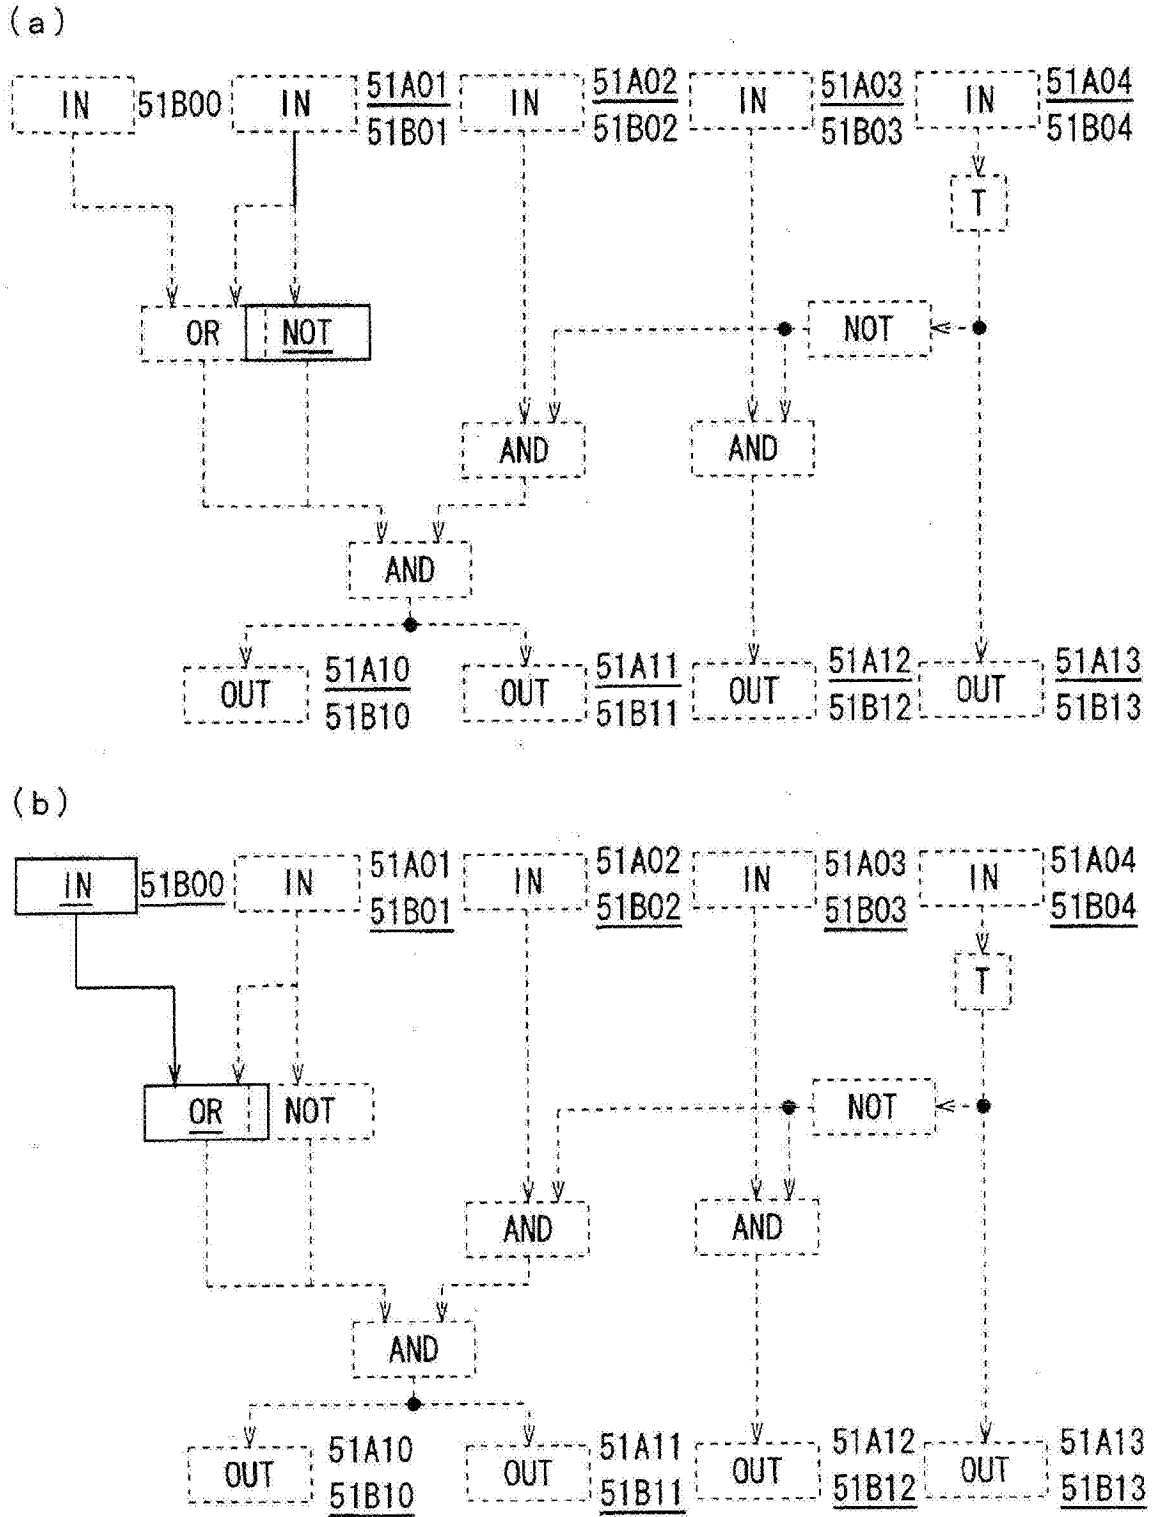 (a)
IN 51B00 IN 51A01 IN 51A02 IN 51A03 IN 51A04
51B01 51B02 51B03 51B04
T
OR NOT NOT
AND AND
AND
OUT 51A10 OUT 51A11 OUT 51A12 OUT 51A13
51B10 51B11 51B12 51B13
(b)
IN 51B00 IN 51A01 IN 51A02 IN 51A03 IN 51A04
51B01 51B02 51B03 51B04
T
OR NOT NOT
AND AND
AND
OUT 51A10 OUT 51A11 OUT 51A12 OUT 51A13
51B10 51B11 51B12 51B13